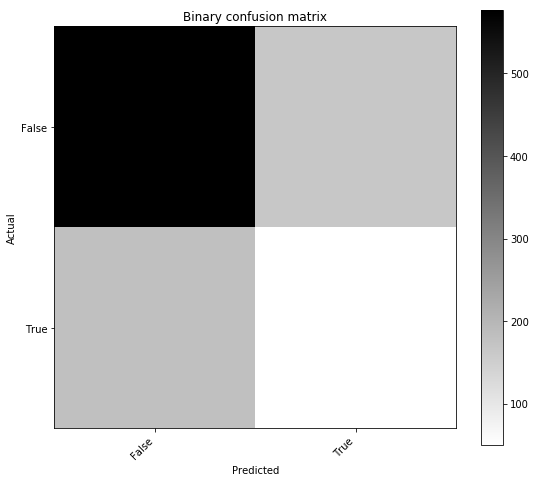 Binary confusion matrix
Actual
False
True
False
True
Predicted
500
400
300
200
100